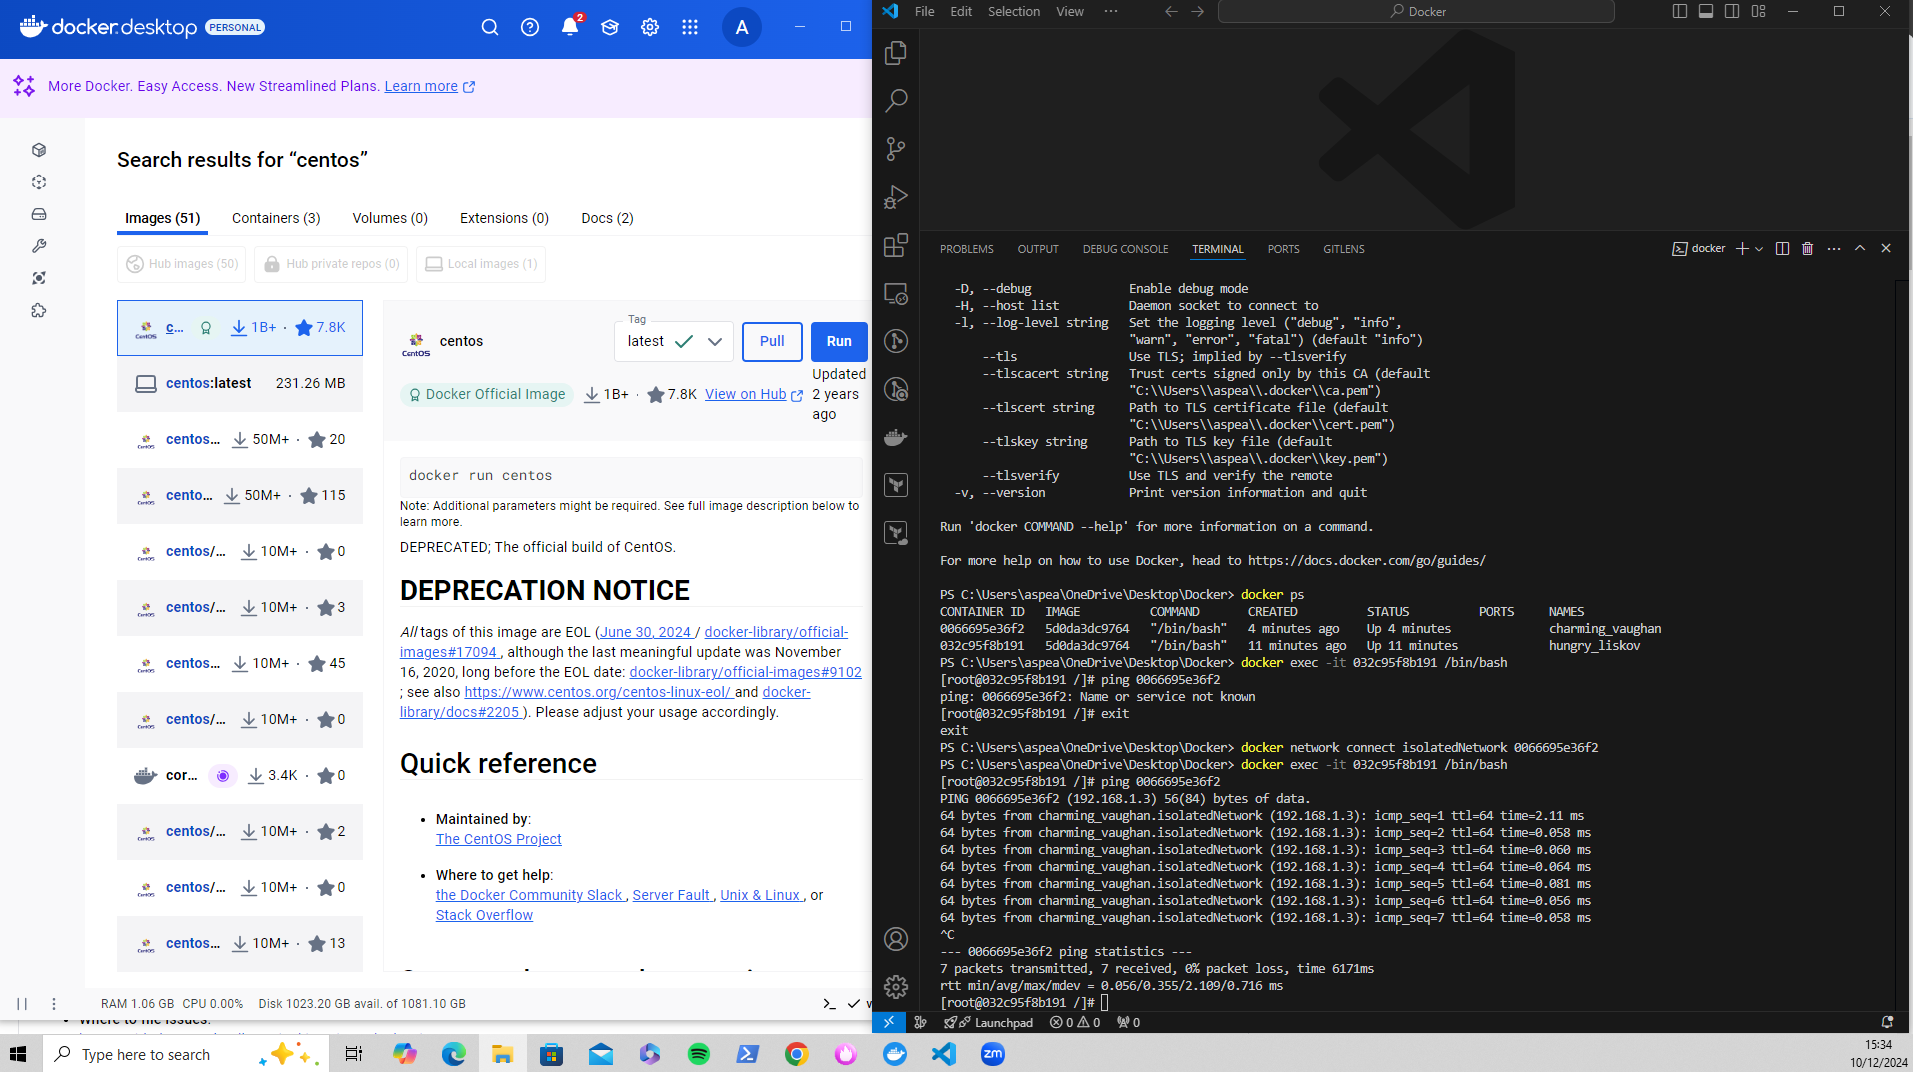 docker desktop PERSONAL
2
A
More Docker. Easy Access. New Streamlined Plans. Learn more
Search results for “centos”
Images (51) Containers (3) Volumes (0) Extensions (0) Docs (2)
Hub images (50) Hub private repos (0) Local images (1)
c... 1B+ · 7.8K
centos:latest 231.26 MB
centos... 50M+ · 20
cento... 50M+ · 115
centos/... 10M+ · 0
centos/... 10M+ · 3
centos... 10M+ · 45
centos/... 10M+ · 0
cor... 3.4K · 0
centos/... 10M+ · 2
centos/... 10M+ · 0
centos... 10M+ · 13
CentOS
centos
Tag
latest
Pull
Run
Docker Official Image 1B+ · 7.8K View on Hub
Updated
2 years
ago
docker run centos
Note: Additional parameters might be required. See full image description below to
learn more.
DEPRECATED; The official build of CentOS.
DEPRECATION NOTICE
All tags of this image are EOL (June 30, 2024 / docker-library/official-
images#17094 , although the last meaningful update was November
16, 2020, long before the EOL date: docker-library/official-images#9102
; see also https://www.centos.org/centos-linux-eol/ and docker-
library/docs#2205 ). Please adjust your usage accordingly.
Quick reference
• Maintained by:
The CentOS Project
• Where to get help:
the Docker Community Slack , Server Fault , Unix & Linux , or
Stack Overflow
RAM 1.06 GB CPU 0.00% Disk 1023.20 GB avail. of 1081.10 GB
• Where to file issues:
File Edit Selection View ···
Docker
PROBLEMS OUTPUT DEBUG CONSOLE TERMINAL PORTS GITLENS
docker
-D, --debug Enable debug mode
-H, --host list Daemon socket to connect to
-l, --log-level string Set the logging level ("debug", "info",
"warn", "error", "fatal") (default "info")
--tls Use TLS; implied by --tlsverify
--tlscacert string Trust certs signed only by this CA (default
"C:\\Users\\aspea\\.docker\\ca.pem")
--tlscert string Path to TLS certificate file (default
"C:\\Users\\aspea\\.docker\\cert.pem")
--tlskey string Path to TLS key file (default
"C:\\Users\\aspea\\.docker\\key.pem")
--tlsverify Use TLS and verify the remote
-v, --version Print version information and quit
Run 'docker COMMAND --help' for more information on a command.
For more help on how to use Docker, head to https://docs.docker.com/go/guides/
PS C:\Users\aspea\OneDrive\Desktop\Docker> docker ps
CONTAINER ID IMAGE COMMAND CREATED STATUS PORTS NAMES
0066695e36f2 5d0da3dc9764 "/bin/bash" 4 minutes ago Up 4 minutes charming_vaughan
032c95f8b191 5d0da3dc9764 "/bin/bash" 11 minutes ago Up 11 minutes hungry_liskov
PS C:\Users\aspea\OneDrive\Desktop\Docker> docker exec -it 032c95f8b191 /bin/bash
[root@032c95f8b191 /]# ping 0066695e36f2
ping: 0066695e36f2: Name or service not known
[root@032c95f8b191 /]# exit
exit
PS C:\Users\aspea\OneDrive\Desktop\Docker> docker network connect isolatedNetwork 0066695e36f2
PS C:\Users\aspea\OneDrive\Desktop\Docker> docker exec -it 032c95f8b191 /bin/bash
[root@032c95f8b191 /]# ping 0066695e36f2
PING 0066695e36f2 (192.168.1.3) 56(84) bytes of data.
64 bytes from charming_vaughan.isolatedNetwork (192.168.1.3): icmp_seq=1 ttl=64 time=2.11 ms
64 bytes from charming_vaughan.isolatedNetwork (192.168.1.3): icmp_seq=2 ttl=64 time=0.058 ms
64 bytes from charming_vaughan.isolatedNetwork (192.168.1.3): icmp_seq=3 ttl=64 time=0.060 ms
64 bytes from charming_vaughan.isolatedNetwork (192.168.1.3): icmp_seq=4 ttl=64 time=0.064 ms
64 bytes from charming_vaughan.isolatedNetwork (192.168.1.3): icmp_seq=5 ttl=64 time=0.081 ms
64 bytes from charming_vaughan.isolatedNetwork (192.168.1.3): icmp_seq=6 ttl=64 time=0.056 ms
64 bytes from charming_vaughan.isolatedNetwork (192.168.1.3): icmp_seq=7 ttl=64 time=0.058 ms
^C
--- 0066695e36f2 ping statistics ---
7 packets transmitted, 7 received, 0% packet loss, time 6171ms
rtt min/avg/max/mdev = 0.056/0.355/2.109/0.716 ms
[root@032c95f8b191 /]#
Launchpad 0 0 0
Type here to search
zm
15:34
10/12/2024